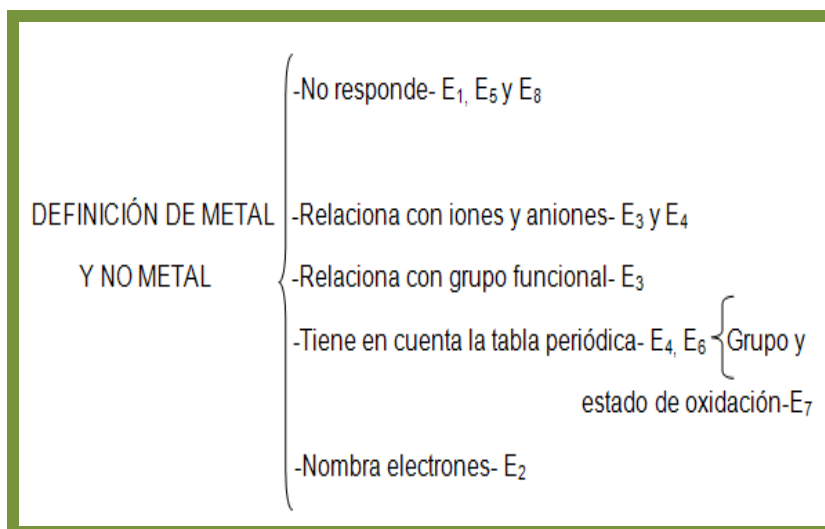 -No responde- E₁, E₅ y E₈
DEFINICIÓN DE METAL
Y NO METAL
-Relaciona con iones y aniones- E₃ y E₄
-Relaciona con grupo funcional- E₃
-Tiene en cuenta la tabla periódica- E₄, E₆ Grupo y
estado de oxidación-E₇
-Nombra electrones- E₂